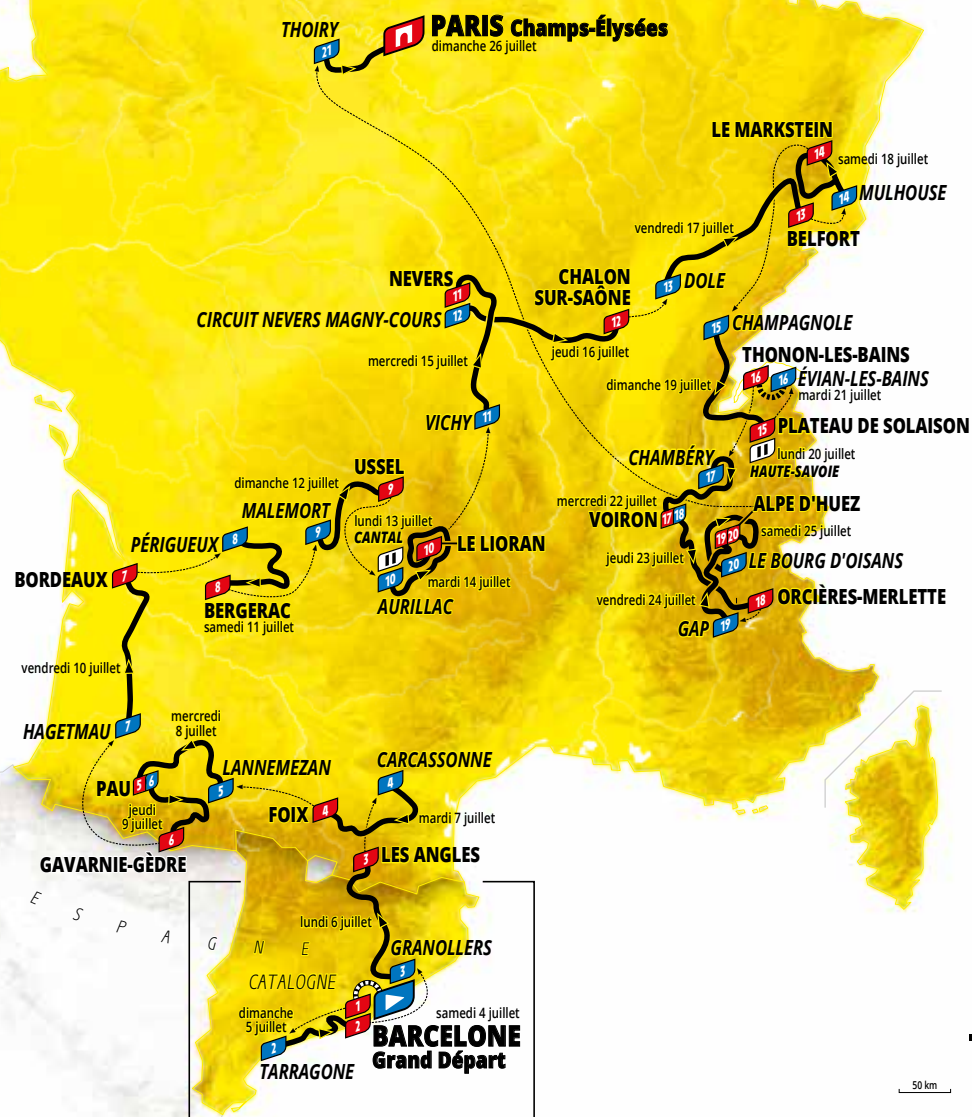 THOIRY
21
PARIS Champs-Élysées
dimanche 26 juillet
LE MARKSTEIN
14
samedi 18 juillet
14
MULHOUSE
13
BELFORT
vendredi 17 juillet
13
DOLE
NEVERS
11
CHALON
SUR-SAÔNE
12
CIRCUIT NEVERS MAGNY-COURS
12
jeudi 16 juillet
15
CHAMPAGNOLE
mercredi 15 juillet
THONON-LES-BAINS
16
16
ÉVIAN-LES-BAINS
mardi 21 juillet
dimanche 19 juillet
VICHY
11
15
PLATEAU DE SOLAISON
lundi 20 juillet
HAUTE-SAVOIE
CHAMBÉRY
17
USSEL
9
dimanche 12 juillet
mercredi 22 juillet
VOIRON
17 18
ALPE D'HUEZ
19 20
samedi 25 juillet
MALEMORT
9
lundi 13 juillet
CANTAL
10
LE LIORAN
PÉRIGUEUX
8
jeudi 23 juillet
20
LE BOURG D'OISANS
BORDEAUX
7
8
BERGERAC
samedi 11 juillet
10
AURILLAC
mardi 14 juillet
vendredi 24 juillet
18
ORCIÈRES-MERLETTE
GAP
19
vendredi 10 juillet
HAGETMAU
7
mercredi
8 juillet
LANNEMEZAN
5
PAU
5 6
CARCASSONNE
4
jeudi
9 juillet
FOIX
4
mardi 7 juillet
6
GAVARNIE-GÈDRE
3
LES ANGLES
ESPAGNE
lundi 6 juillet
GRANOLLERS
3
CATALOGNE
1
2
dimanche
5 juillet
samedi 4 juillet
BARCELONE
Grand Départ
2
TARRAGONE
50 km